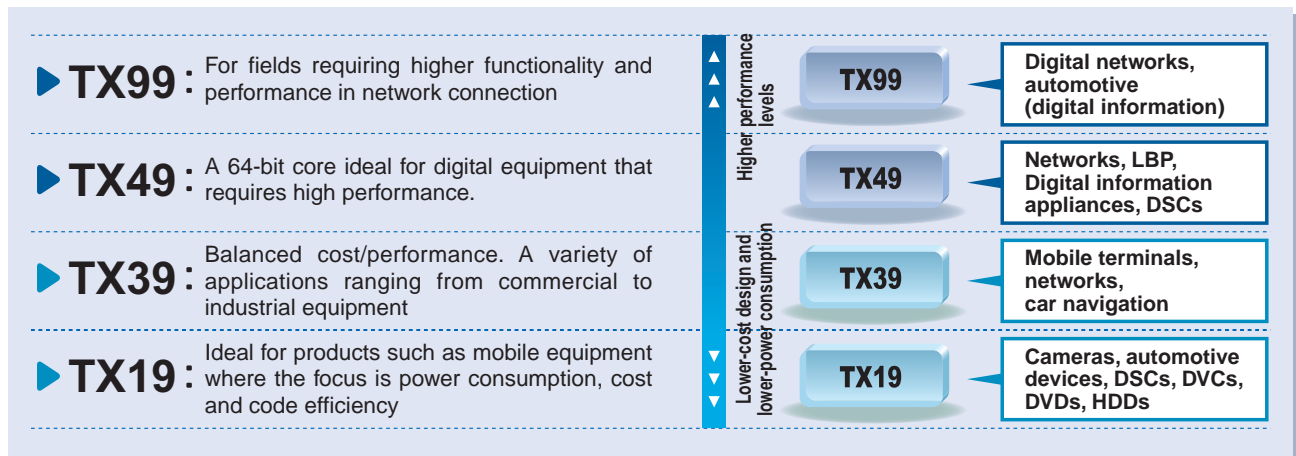 TX99 : For fields requiring higher functionality and
performance in network connection
TX49 : A 64-bit core ideal for digital equipment that
requires high performance.
TX39 : Balanced cost/performance. A variety of
applications ranging from commercial to
industrial equipment
TX19 : Ideal for products such as mobile equipment
where the focus is power consumption, cost
and code efficiency
Higher performance
levels
Lower-cost design and
lower-power consumption
TX99
Digital networks,
automotive
(digital information)
TX49
Networks, LBP,
Digital information
appliances, DSCs
TX39
Mobile terminals,
networks,
car navigation
TX19
Cameras, automotive
devices, DSCs, DVCs,
DVDs, HDDs